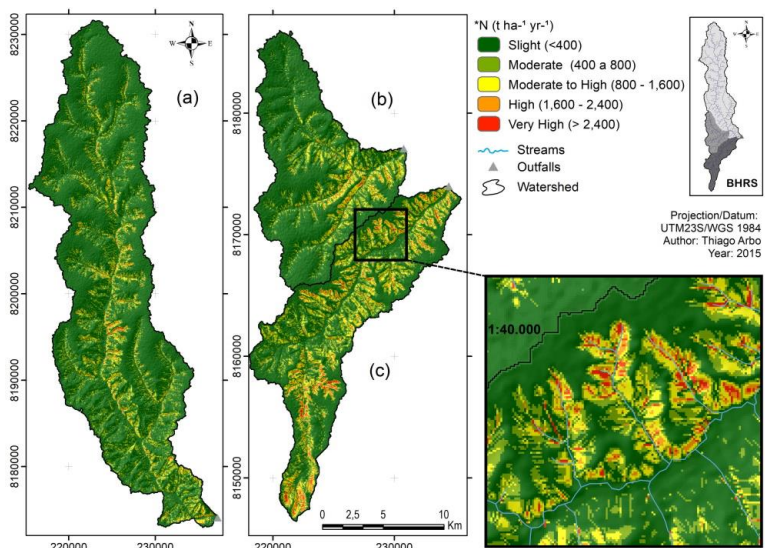 8230000
8220000
8210000
8200000
8190000
8180000
220000
230000
(a)
N
W
E
S
8180000
8170000
8160000
8150000
220000
230000
(b)
(c)
0
2,5
5
10
Km
*N (t ha-¹ yr-¹)
Slight (<400)
Moderate (400 a 800)
Moderate to High (800 - 1,600)
High (1,600 - 2,400)
Very High (> 2,400)
Streams
Outfalls
Watershed
N
W
E
S
BHRS
Projection/Datum:
UTM23S/WGS 1984
Author: Thiago Arbo
Year: 2015
1:40.000